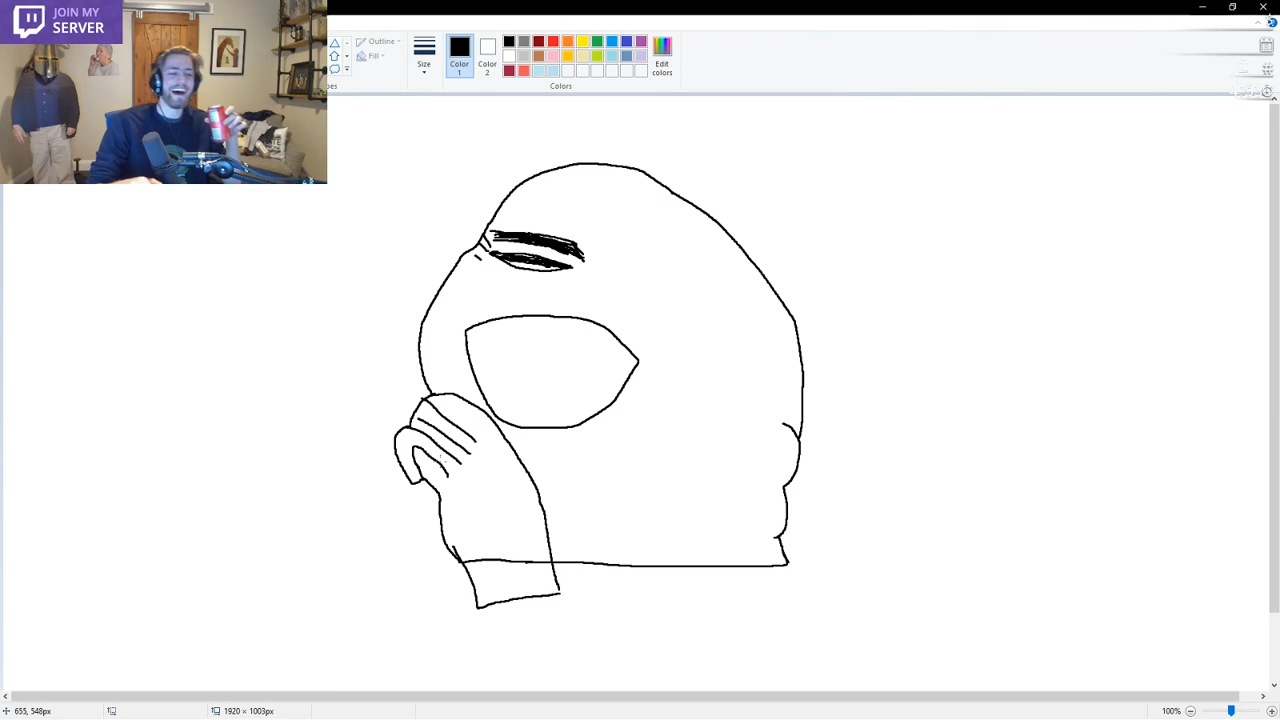 JOIN MY
SERVER
Outline
Fill
Size
Color
1
Color
2
Edit
colors
Colors
655, 548px
1920 × 1003px
100%